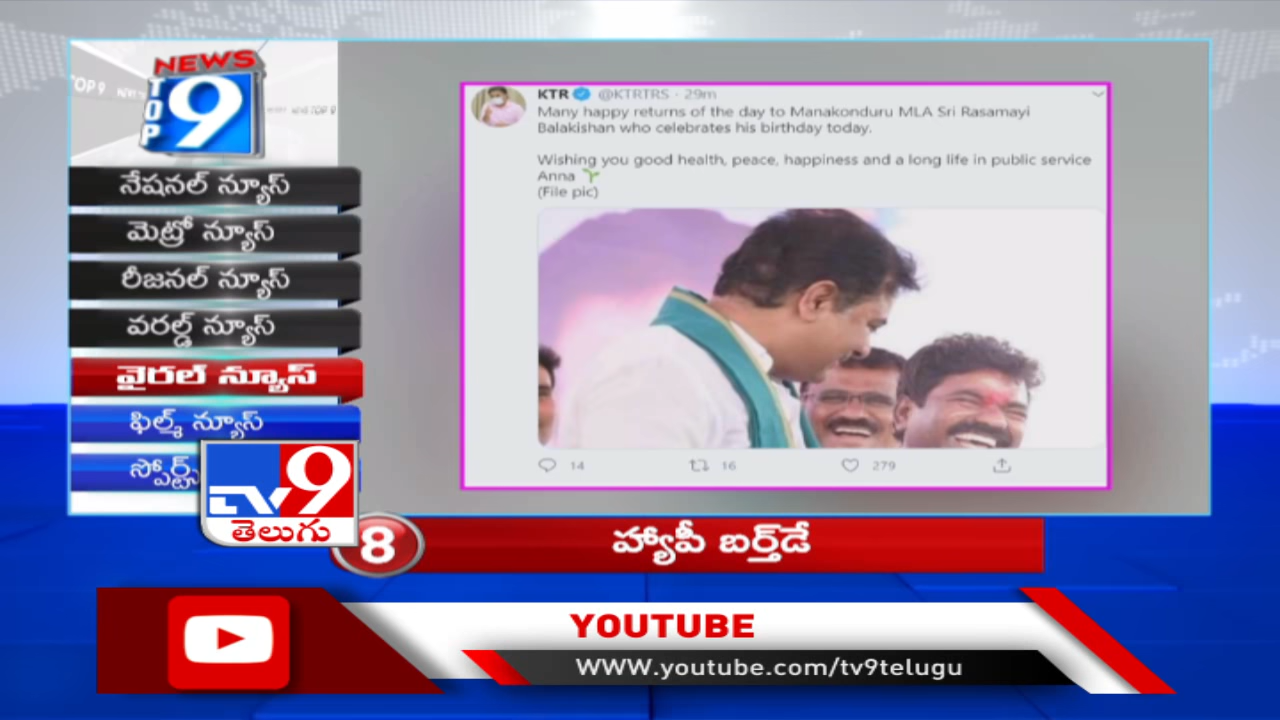 NEWS
TOP
9
నేషనల్ న్యూస్
మెట్రో న్యూస్
రీజనల్ న్యూస్
వరల్డ్ న్యూస్
వైరల్ న్యూస్
ఫిల్మ్ న్యూస్
స్పోర్ట్స్
KTR @KTRTRS · 29m
Many happy returns of the day to Manakonduru MLA Sri Rasamayi
Balakishan who celebrates his birthday today.
Wishing you good health, peace, happiness and a long life in public service
Anna
(File pic)
14 16 279
TV9
తెలుగు
8 హ్యాపీ బర్త్‌డే
YOUTUBE
WWW.youtube.com/tv9telugu